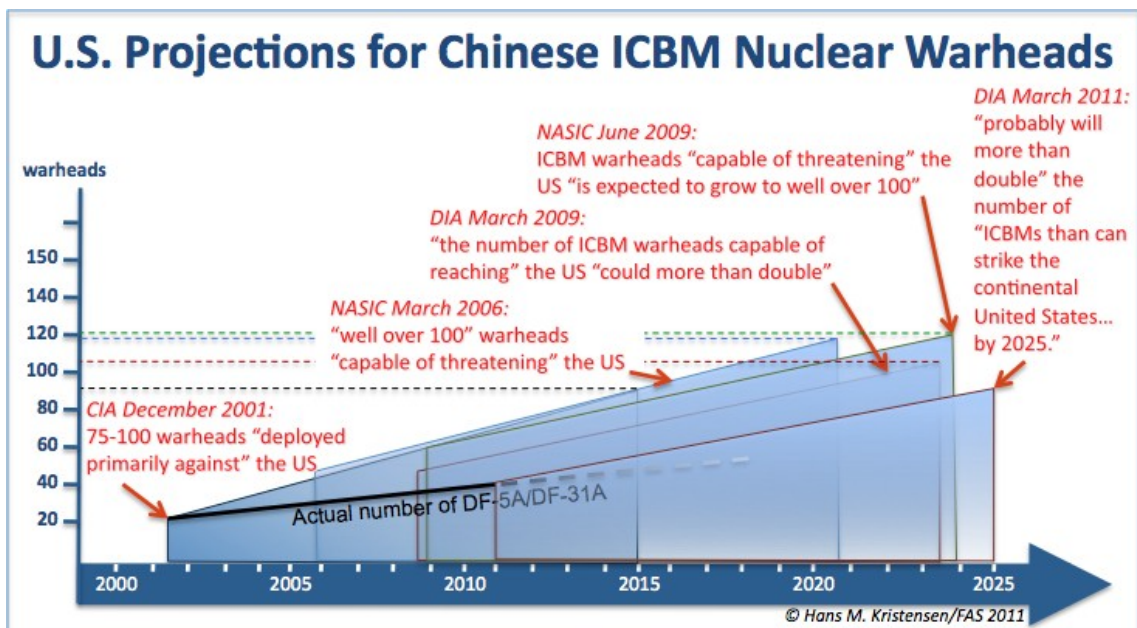 U.S. Projections for Chinese ICBM Nuclear Warheads
DIA March 2011:
"probably will
more than
double" the
number of
"ICBMs than can
strike the
continental
United States...
by 2025."
NASIC June 2009:
ICBM warheads "capable of threatening" the
US "is expected to grow to well over 100"
DIA March 2009:
"the number of ICBM warheads capable of
reaching" the US "could more than double"
NASIC March 2006:
"well over 100" warheads
"capable of threatening" the US
CIA December 2001:
75-100 warheads "deployed
primarily against" the US
warheads
150
140
120
100
80
60
40
20
Actual number of DF-5A/DF-31A
2000
2005
2010
2015
2020
2025
© Hans M. Kristensen/FAS 2011